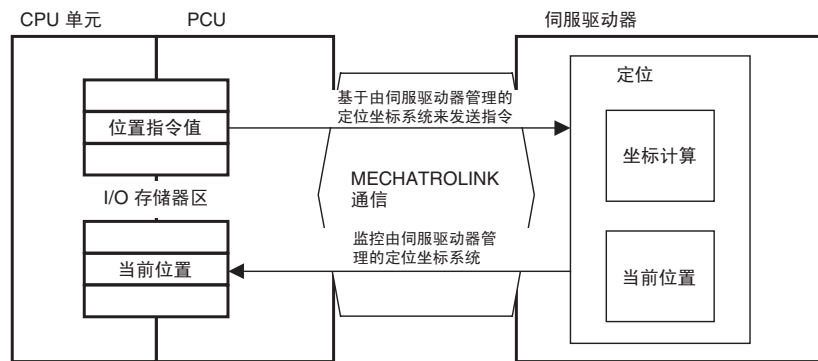 CPU 单元
PCU
伺服驱动器
定位
基于由伺服驱动器管理的
定位坐标系统来发送指令
位置指令值
坐标计算
MECHATROLINK
通信
I/O 存储器区
监控由伺服驱动器管
理的定位坐标系统
当前位置
当前位置